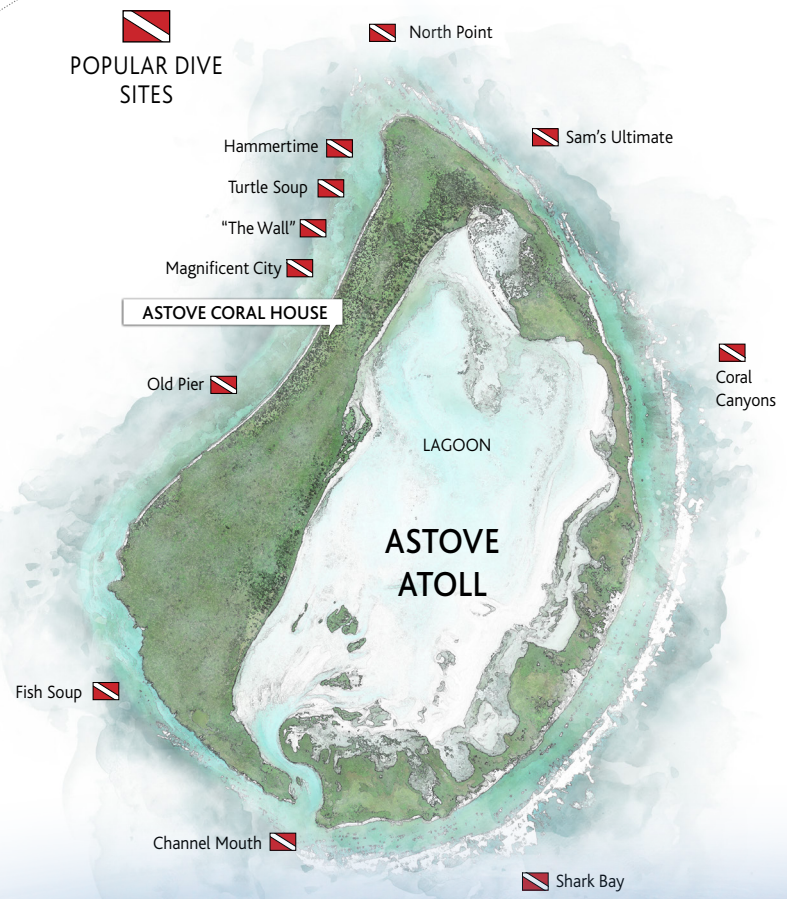 POPULAR DIVE
SITES
North Point
Sam's Ultimate
Hammertime
Turtle Soup
"The Wall"
Magnificent City
ASTOVE CORAL HOUSE
Coral
Canyons
Old Pier
LAGOON
ASTOVE
ATOLL
Fish Soup
Channel Mouth
Shark Bay